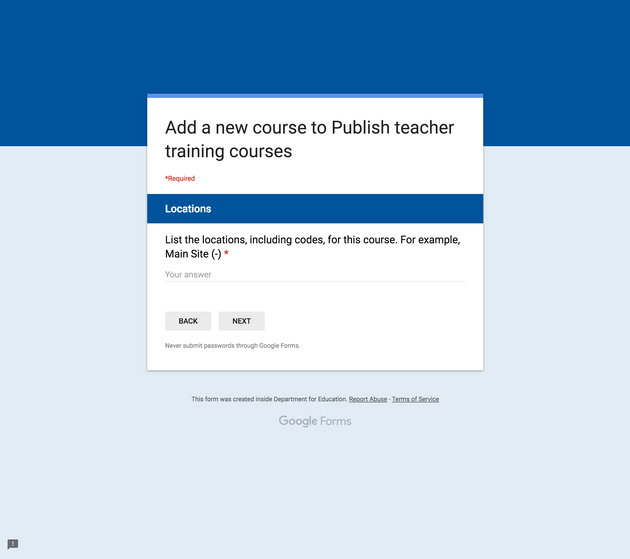 Add a new course to Publish teacher
training courses
*Required
Locations
List the locations, including codes, for this course. For example,
Main Site (-) *
Your answer
BACK NEXT
Never submit passwords through Google Forms.
This form was created inside Department for Education. Report Abuse - Terms of Service
Google Forms